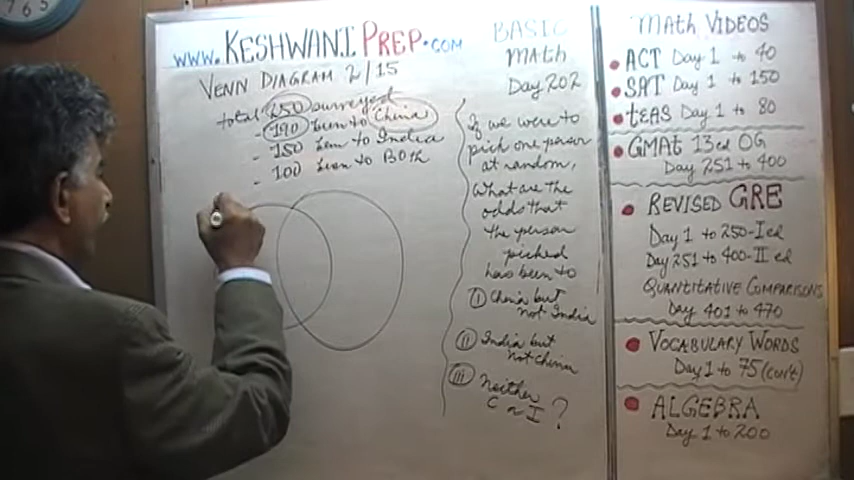 7 6 5
www.KESHWANIPREP.COM
VENN DIAGRAM 2/15
total 250 surveyed
- 190 been to China
- 150 been to India
- 100 been to BOTH
BASIC
Math
Day 202
If we were to
pick one person
at random,
What are the
odds that
the person
picked
has been to
(i) China but
not India
(ii) India but
not China
(iii) Neither
C n I ?
Math VIDEOS
ACT Day 1 to 40
SAT Day 1 to 150
tEAS Day 1 to 80
GMAt 13ed OG
Day 251 to 400
REVISED GRE
Day 1 to 250-I ed
Day 251 to 400-II ed
QUANTITATIVE COMPARISONS
Day 401 to 470
VOCABULARY WORDS
Day 1 to 75 (con't)
ALGEBRA
Day 1 to 200